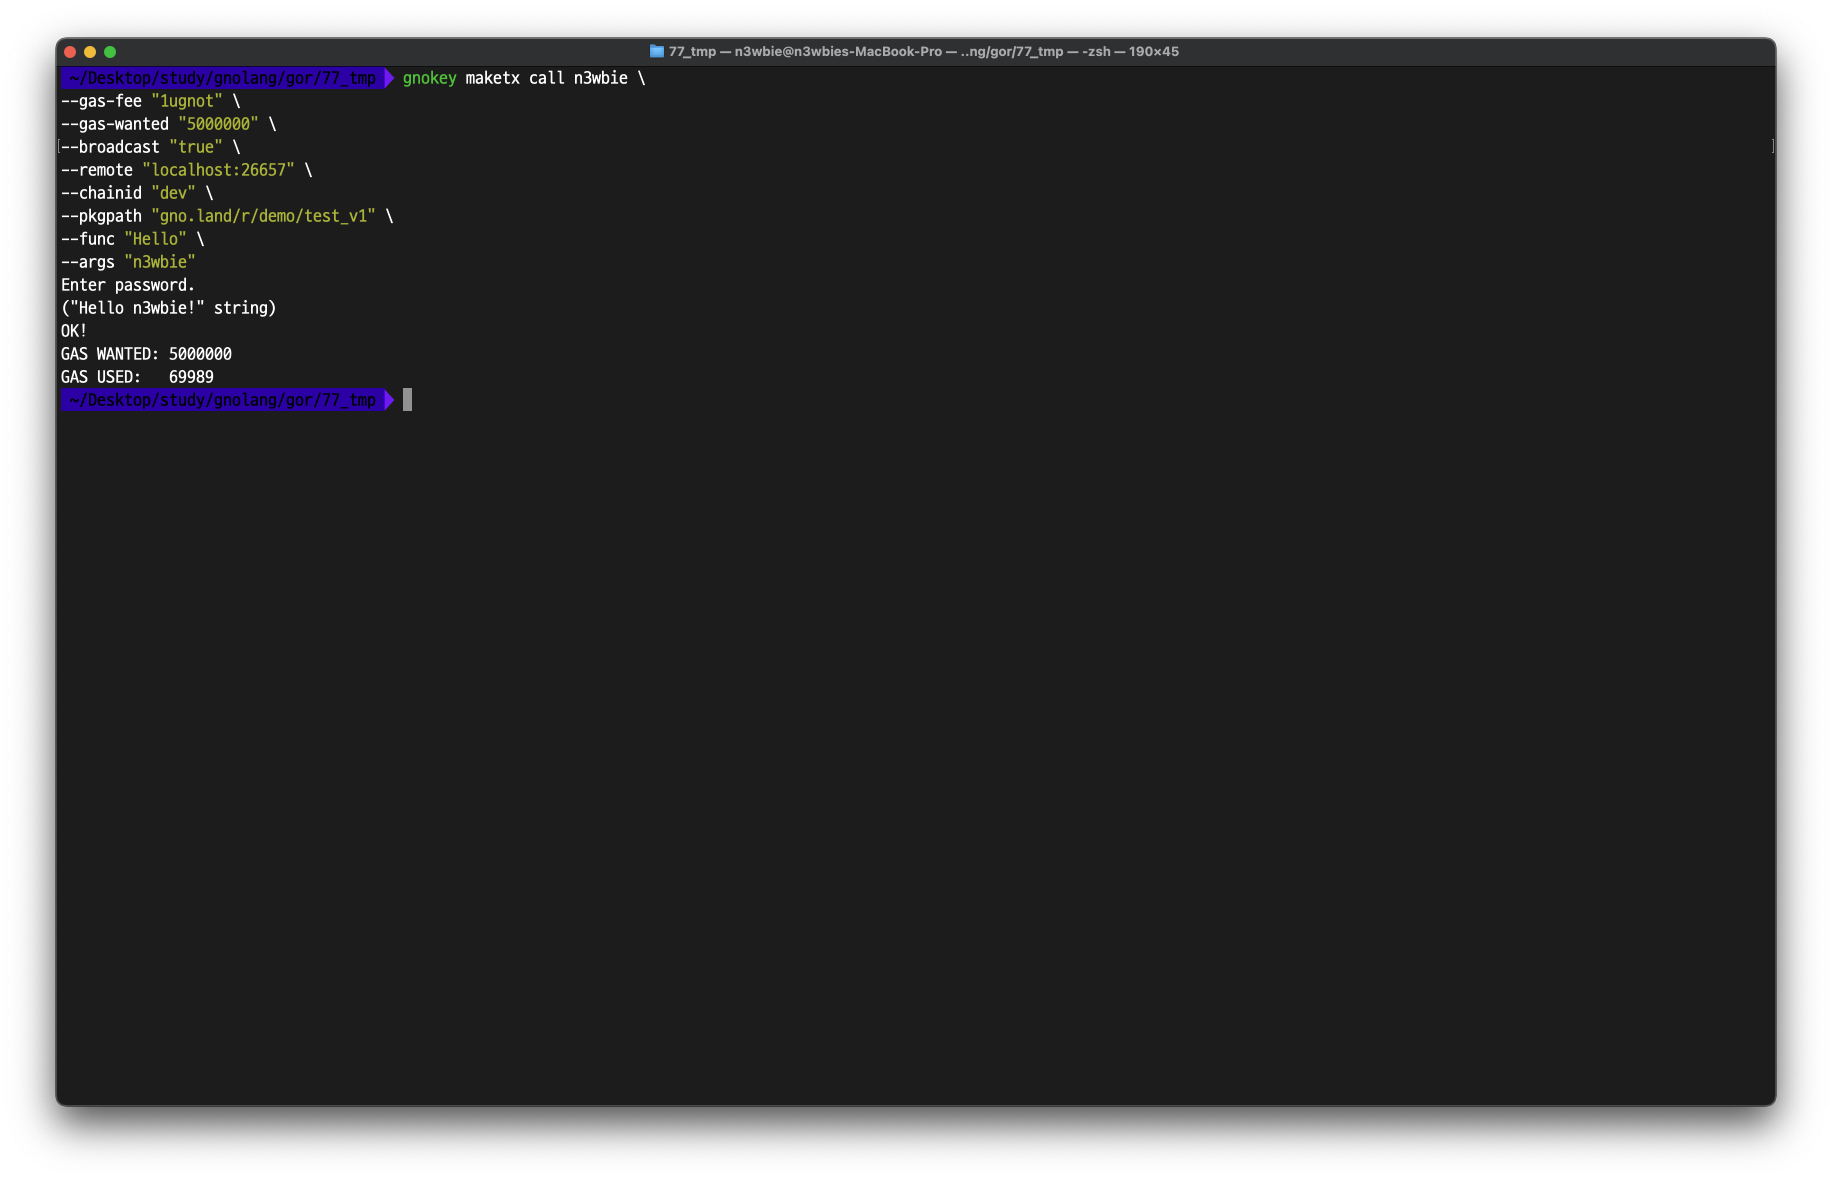 77_tmp — n3wbie@n3wbies-MacBook-Pro — ..ng/gor/77_tmp — -zsh — 190×45
~/Desktop/study/gnolang/gor/77_tmp gnokey maketx call n3wbie \
--gas-fee "1ugnot" \
--gas-wanted "5000000" \
[--broadcast "true" \ ]
--remote "localhost:26657" \
--chainid "dev" \
--pkgpath "gno.land/r/demo/test_v1" \
--func "Hello" \
--args "n3wbie"
Enter password.
("Hello n3wbie!" string)
OK!
GAS WANTED: 5000000
GAS USED:   69989
~/Desktop/study/gnolang/gor/77_tmp